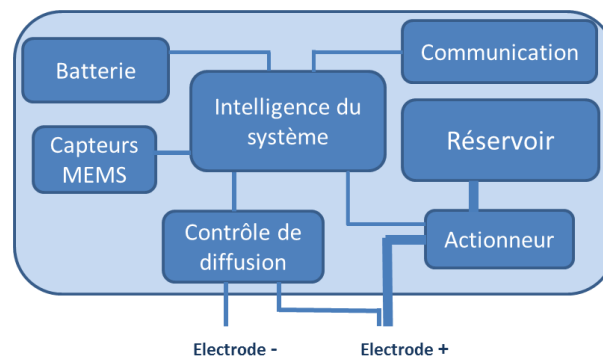 Batterie
Communication
Intelligence du
système
Capteurs
MEMS
Réservoir
Contrôle de
diffusion
Actionneur
Electrode -
Electrode +